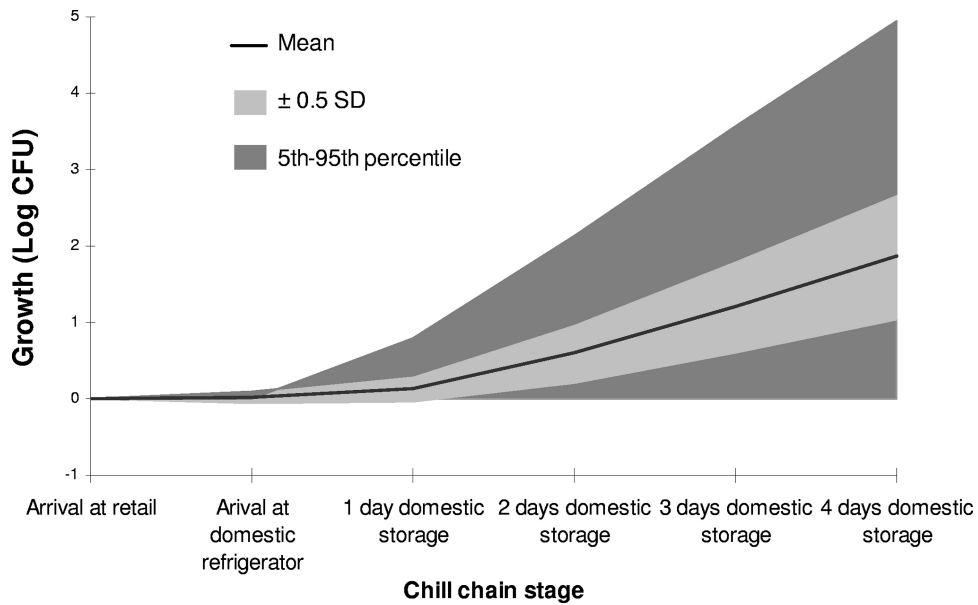 5
4
3
2
1
0
-1
Growth (Log CFU)
Mean
± 0.5 SD
5th-95th percentile
Arrival at retail
Arival at
domestic
refrigerator
1 day domestic
storage
2 days domestic
storage
3 days domestic
storage
4 days domestic
storage
Chill chain stage